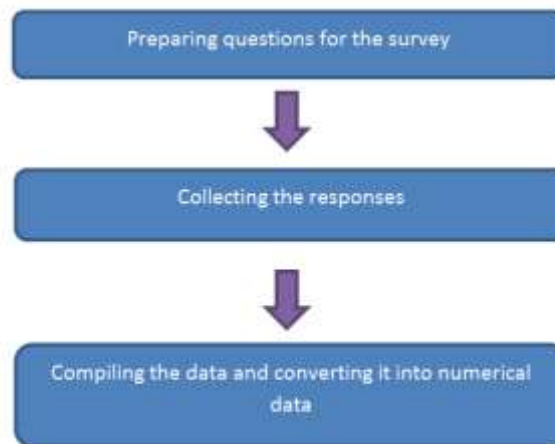 Preparing questions for the survey
Collecting the responses
Compiling the data and converting it into numerical
data